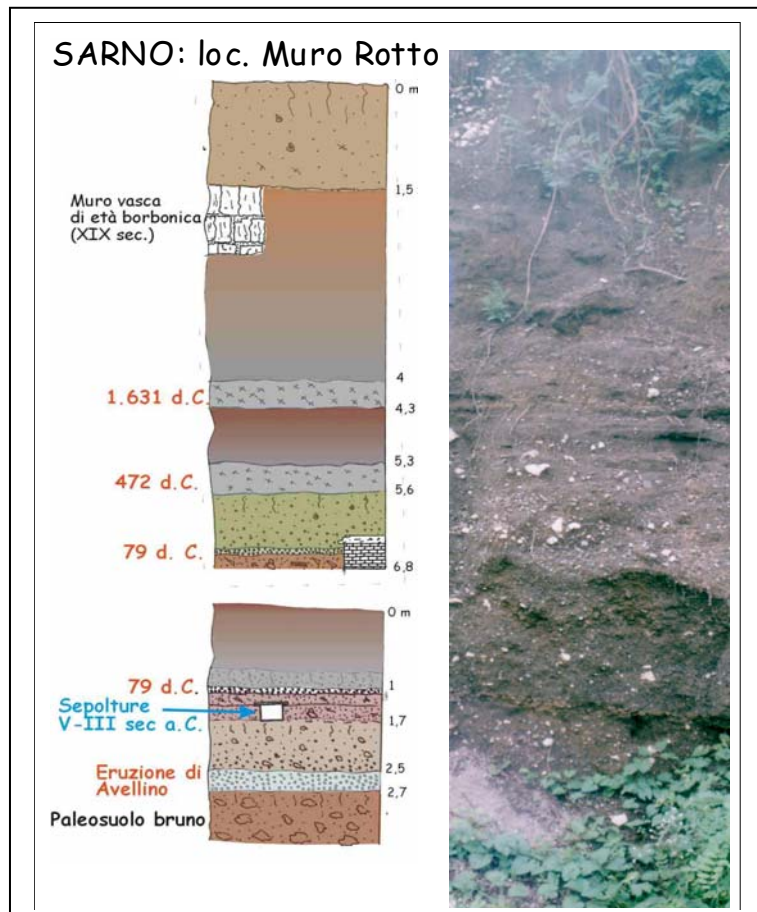 SARNO: loc. Muro Rotto
0 m
1,5
Muro vasca
di età borbonica
(XIX sec.)
4
1.631 d.C.
4,3
5,3
472 d.C.
5,6
79 d. C.
6,8
0 m
79 d.C.
1
Sepolture
V-III sec a.C.
1,7
2,5
Eruzione di
Avellino
2,7
Paleosuolo bruno